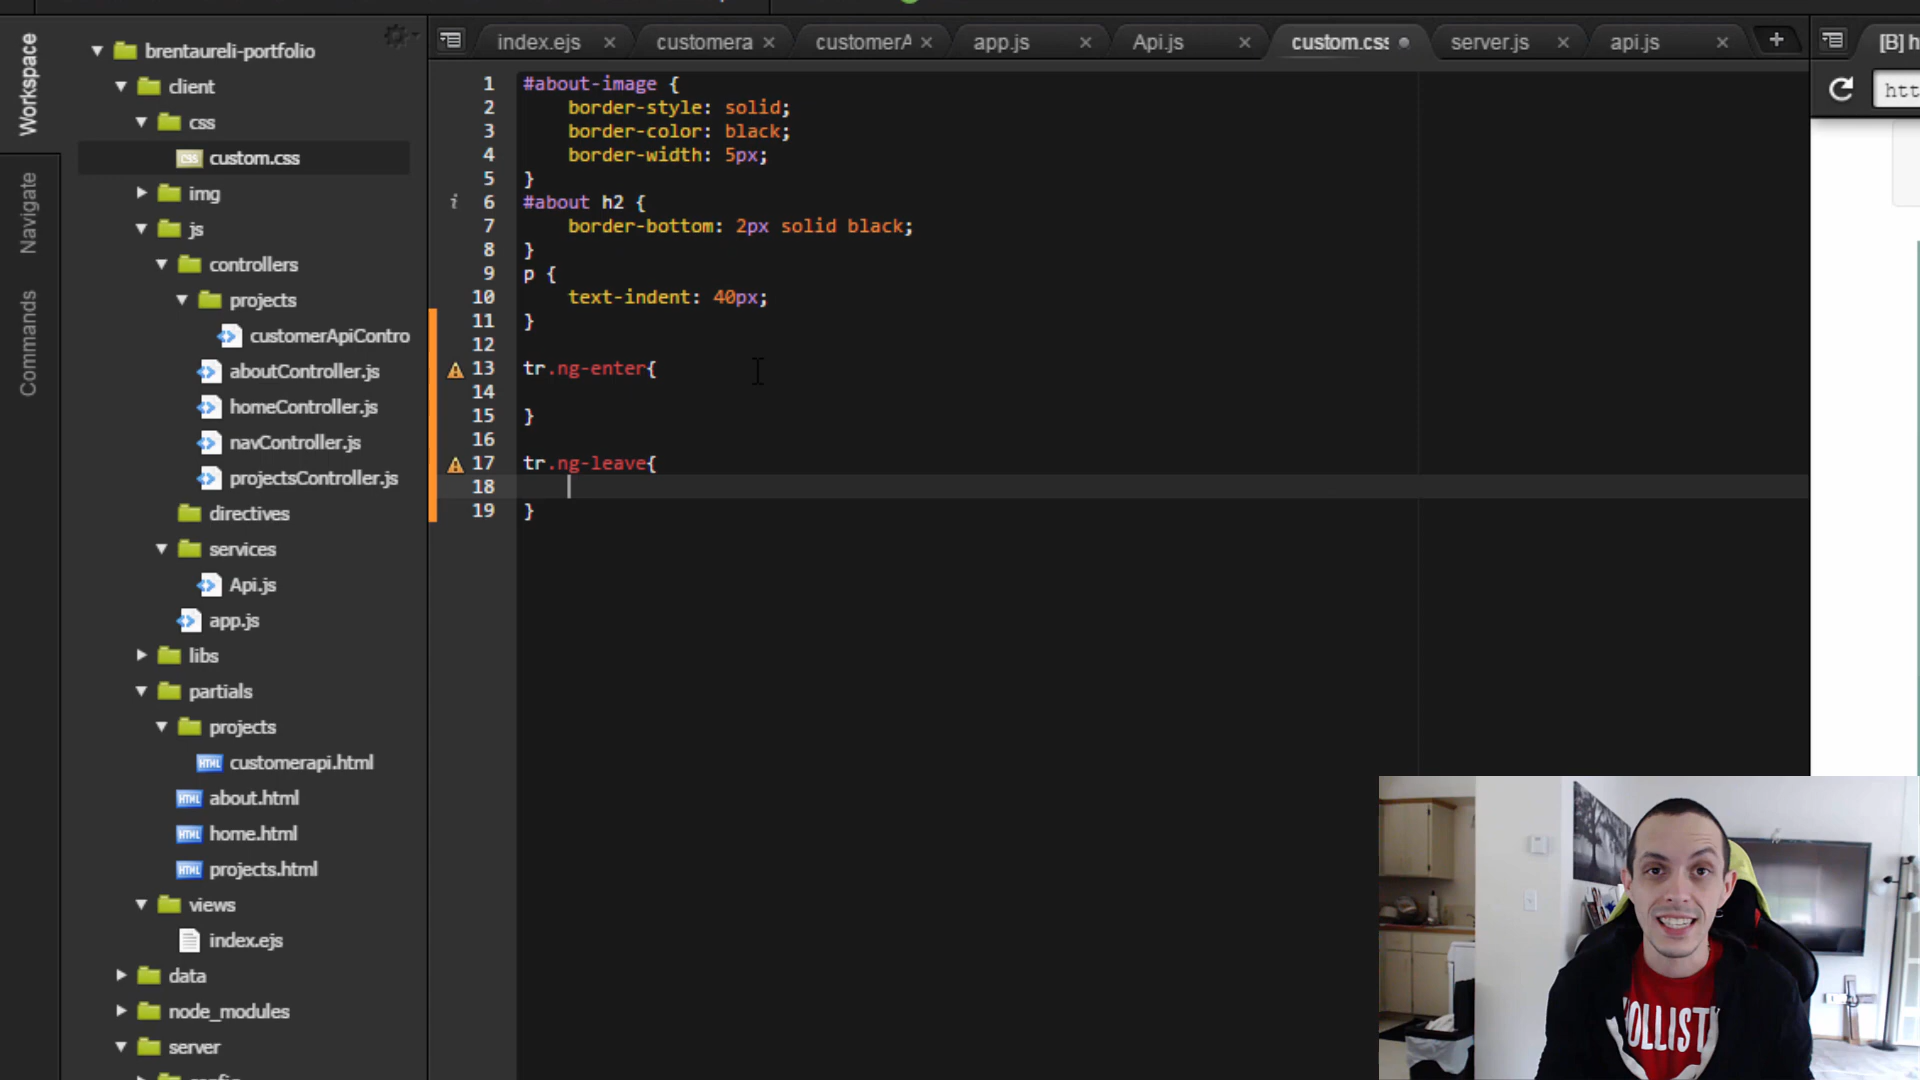 Workspace
Navigate
Commands
brentaureli-portfolio
client
css
custom.css
img
js
controllers
projects
customerApiContro
aboutController.js
homeController.js
navController.js
projectsController.js
directives
services
Api.js
app.js
libs
partials
projects
customerapi.html
about.html
home.html
projects.html
views
index.ejs
data
node_modules
server
index.ejs
customera
customerA
app.js
Api.js
custom.css
server.js
api.js
[B] h
htt
1 #about-image {
2 border-style: solid;
3 border-color: black;
4 border-width: 5px;
5 }
6 #about h2 {
7 border-bottom: 2px solid black;
8 }
9 p {
10 text-indent: 40px;
11 }
12
13 tr.ng-enter{
14
15 }
16
17 tr.ng-leave{
18
19 }